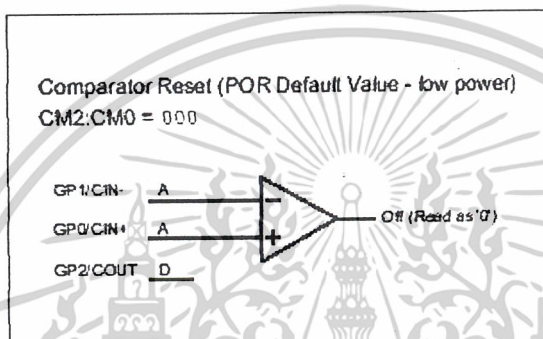 Comparator Reset (POR Default Value - low power)
CM2:CM0 = 000
GP1/CIN- A
-
Off (Read as '0')
GP0/CIN+ A
+
GP2/COUT D